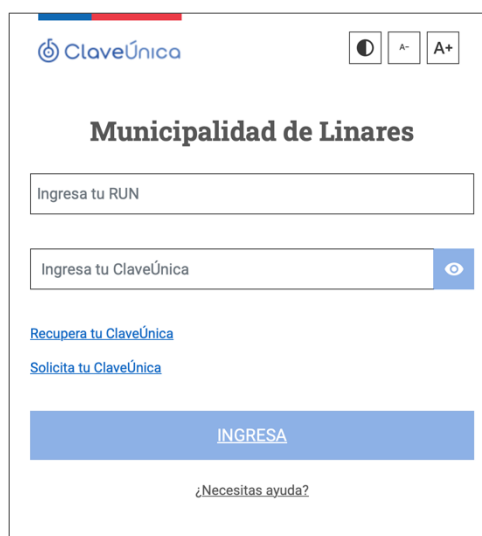 ClaveÚnica
A-
A+
Municipalidad de Linares
Ingresa tu RUN
Ingresa tu ClaveÚnica
Recupera tu ClaveÚnica
Solicita tu ClaveÚnica
INGRESA
¿Necesitas ayuda?